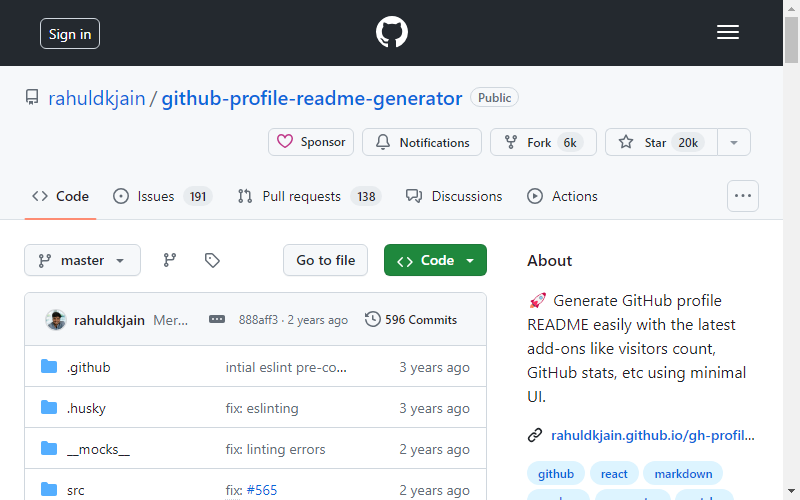 Sign in
rahuldkjain / github-profile-readme-generator Public
Sponsor Notifications Fork 6k Star 20k
Code Issues 191 Pull requests 138 Discussions Actions
master Go to file Code
rahuldkjain Mer... 888aff3 · 2 years ago 596 Commits
.github intial eslint pre-co... 3 years ago
.husky fix: eslinting 3 years ago
__mocks__ fix: linting errors 2 years ago
src fix: #565 2 years ago
About
🚀 Generate GitHub profile
README easily with the latest
add-ons like visitors count,
GitHub stats, etc using minimal
UI.
rahuldkjain.github.io/gh-profil...
github react markdown